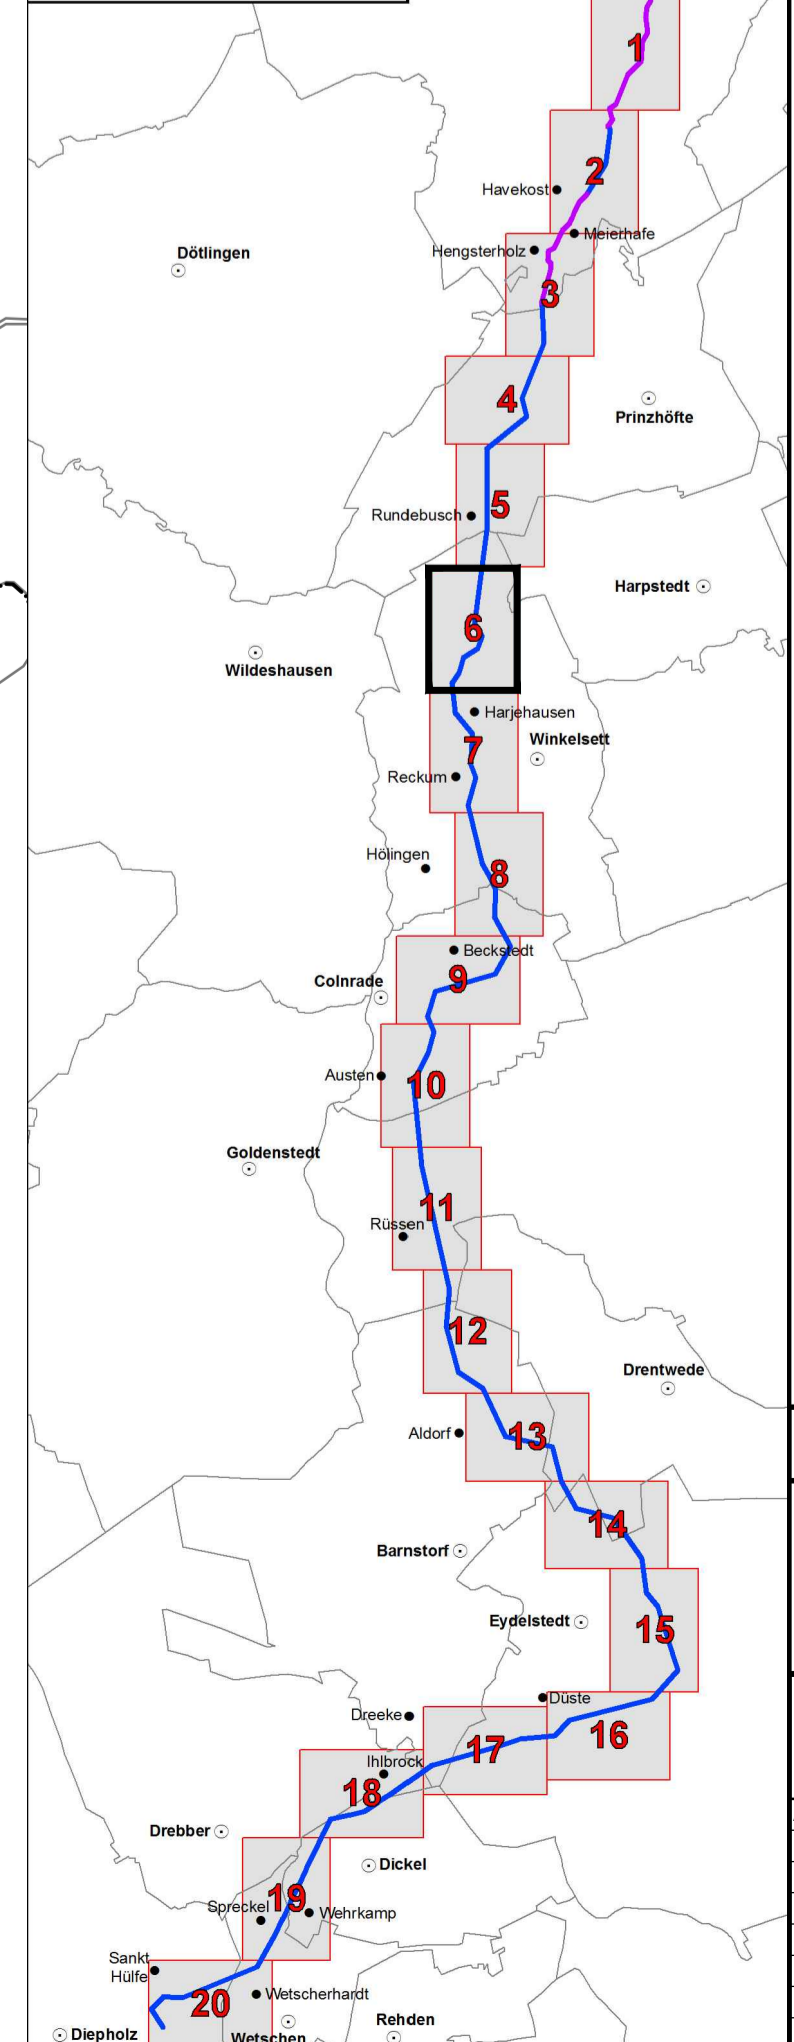 1
2
Havekost
Meierhafe
Hengsterholz
Dötlingen
3
4
Prinzhöfte
5
Rundebusch
Harpstedt
6
Wildeshausen
Harjehausen
Winkelsett
7
Reckum
Hölingen
8
Beckstedt
9
Colnrade
Austen
10
Goldenstedt
11
Rüssen
12
Drentwede
Aldorf
13
14
Barnstorf
Eydelstedt
15
Düste
Dreeke
16
17
Ihlbrock
18
Drebber
Dickel
19
Spreckel
Wehrkamp
Sankt
Hülfe
Wetscherhardt
20
Rehden
Diepholz
Wetschen